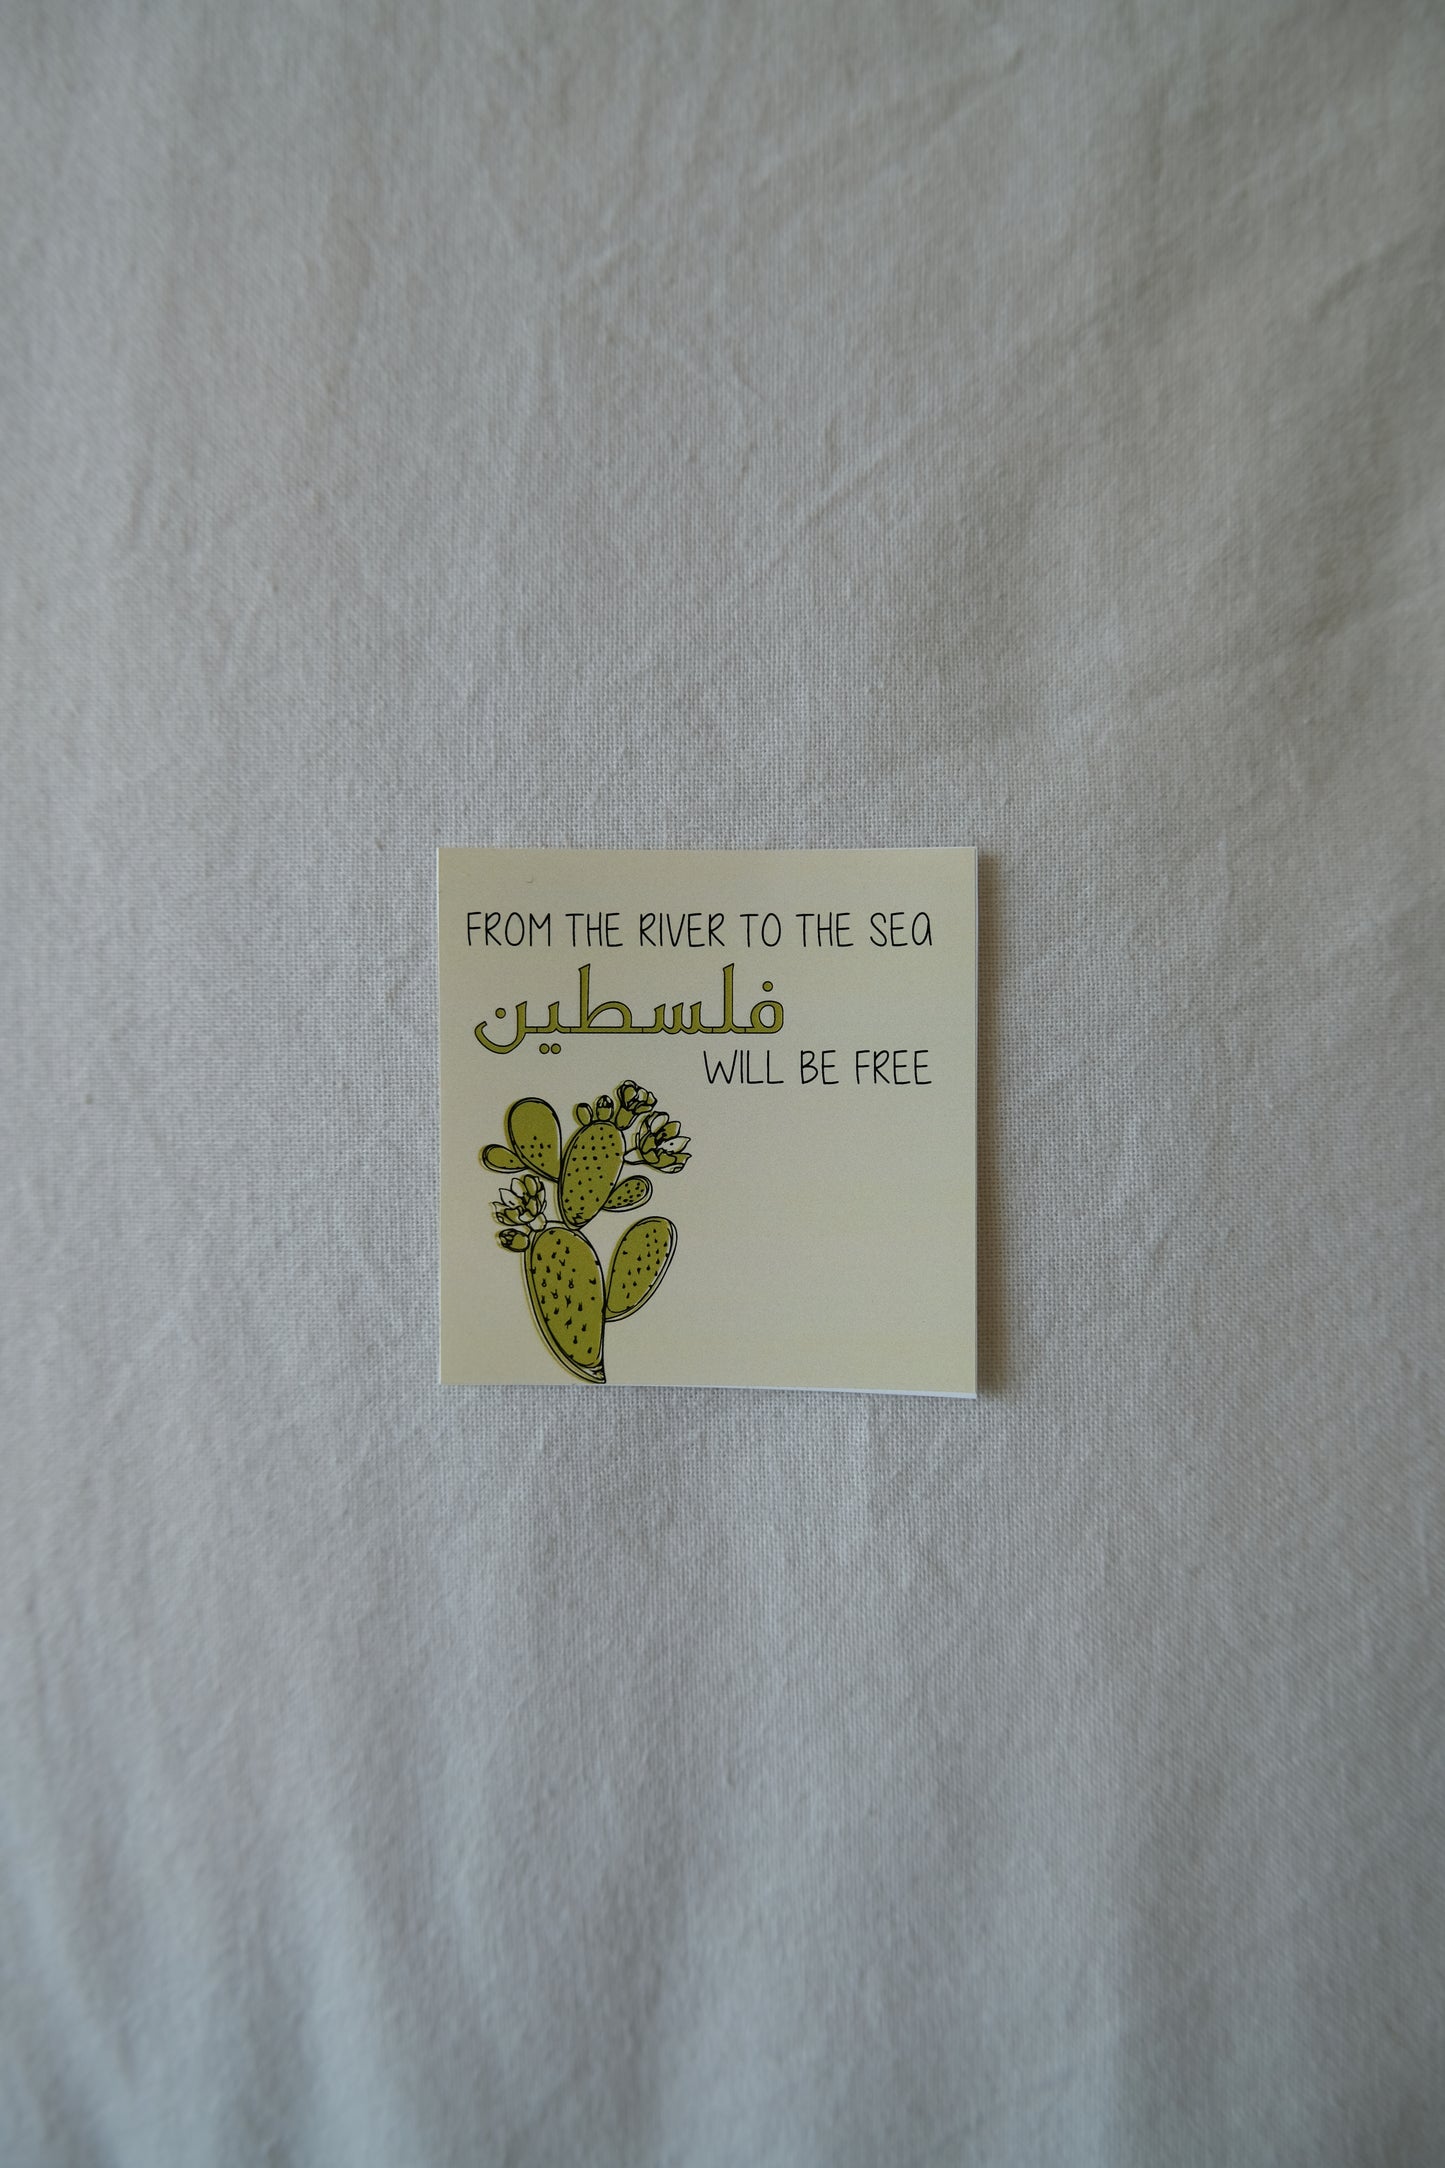 FROM THE RIVER TO THE SEA
فلسطين
WILL BE FREE